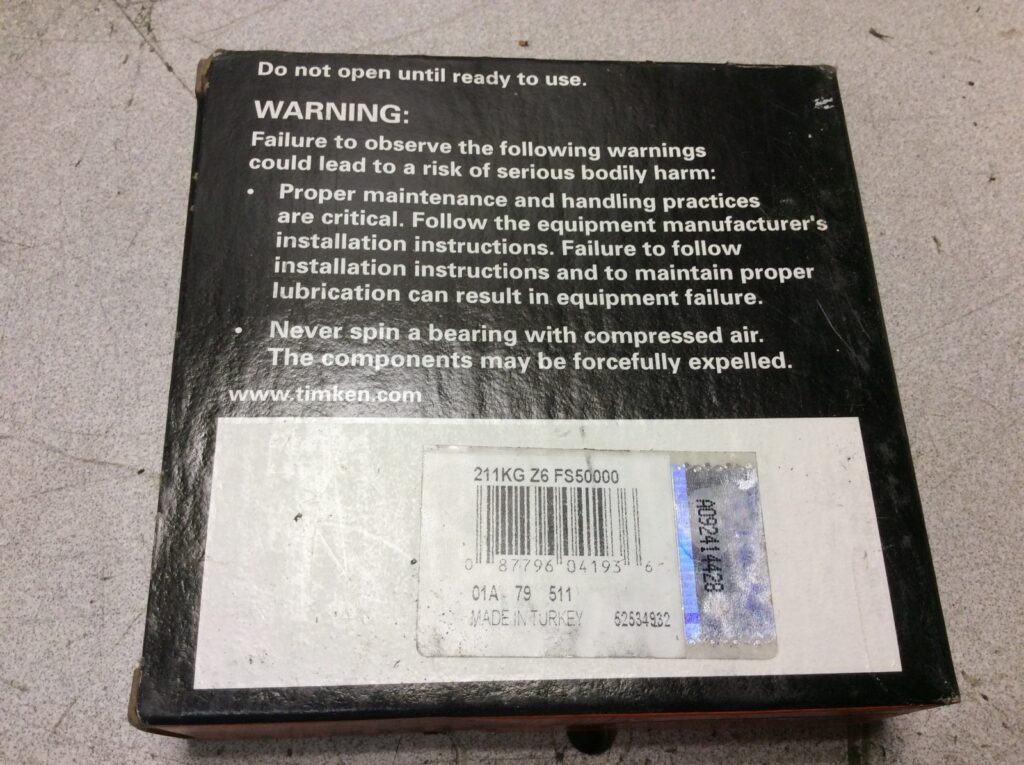 Do not open until ready to use.
WARNING:
Failure to observe the following warnings
could lead to a risk of serious bodily harm:
• Proper maintenance and handling practices
are critical. Follow the equipment manufacturer's
installation instructions. Failure to follow
installation instructions and to maintain proper
lubrication can result in equipment failure.
• Never spin a bearing with compressed air.
The components may be forcefully expelled.
www.timken.com
211KG Z6 FS50000
0 87796 04193 6
01A 79 511
MADE IN TURKEY 52534932
A092414428